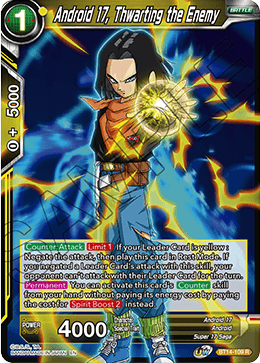 Android 17, Thwarting the Enemy
BATTLE
1
0 + 5000
Counter Attack Limit 1 If your Leader Card is yellow :
Negate the attack, then play this card in Rest Mode. If
you negated a Leader Card's attack with this skill, your
opponent can't attack with their Leader Card for the turn.
Permanent You can activate this card's Counter skill
from your hand without paying its energy cost by paying
the cost for Spirit Boost 2 instead.
4000
Android 17
Android
Super 17 Saga
BT14-109 R